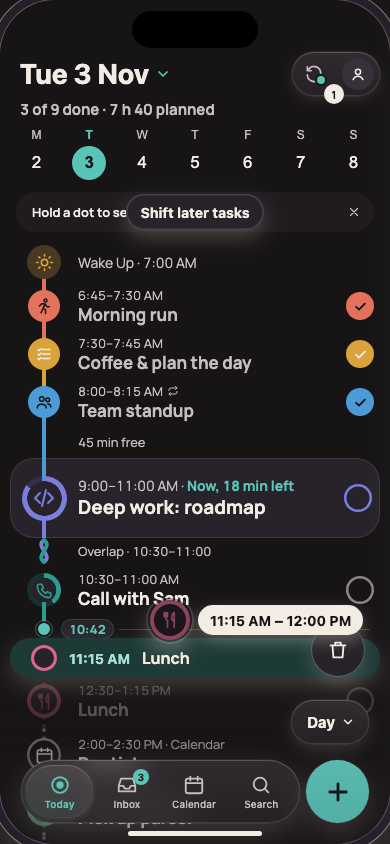 Tue 3 Nov
1
3 of 9 done · 7 h 40 planned
M T W T F S S
2 3 4 5 6 7 8
Hold a dot to se
Shift later tasks
Wake Up · 7:00 AM
6:45–7:30 AM
Morning run
7:30–7:45 AM
Coffee & plan the day
8:00–8:15 AM
Team standup
45 min free
9:00–11:00 AM · Now, 18 min left
Deep work: roadmap
Overlap · 10:30–11:00
10:30–11:00 AM
Call with Sam
11:15 AM – 12:00 PM
10:42
11:15 AM Lunch
12:30–1:15 PM
Lunch
Day
2:00–2:30 PM · Calendar
3
Today Inbox Calendar Search